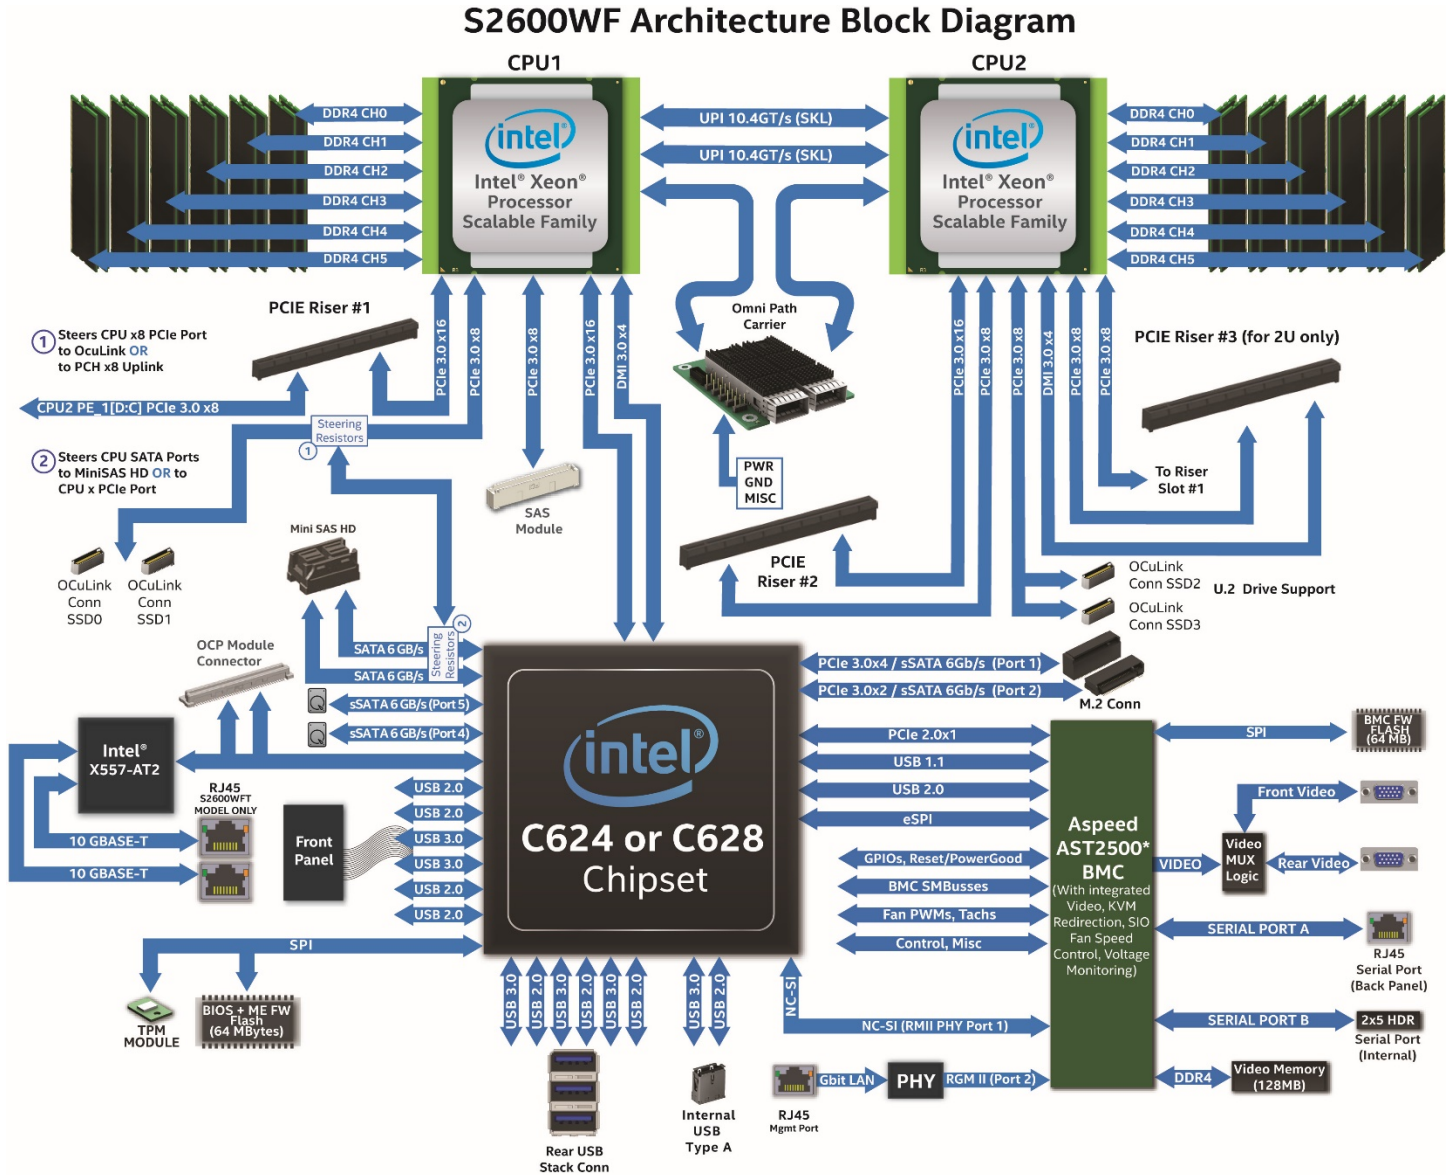 S2600WF Architecture Block Diagram
CPU1
CPU2
intel®
Intel® Xeon®
Processor
Scalable Family
intel®
Intel® Xeon®
Processor
Scalable Family
DDR4 CH0
DDR4 CH1
DDR4 CH2
DDR4 CH3
DDR4 CH4
DDR4 CH5
UPI 10.4GT/s (SKL)
UPI 10.4GT/s (SKL)
DDR4 CH0
DDR4 CH1
DDR4 CH2
DDR4 CH3
DDR4 CH4
DDR4 CH5
PCIE Riser #1
1 Steers CPU x8 PCIe Port
to OcuLink OR
to PCH x8 Uplink
CPU2 PE_1[D:C] PCIe 3.0 x8
2 Steers CPU SATA Ports
to MiniSAS HD OR to
CPU x PCIe Port
Steering
Resistors
1
PCIe 3.0 x16
PCIe 3.0 x8
PCIe 3.0 x8
PCIe 3.0 x16
DMI 3.0 x4
Omni Path
Carrier
PWR
GND
MISC
PCIe 3.0 x16
PCIe 3.0 x8
PCIe 3.0 x8
DMI 3.0 x4
PCIe 3.0 x8
PCIe 3.0 x8
PCIE Riser #3 (for 2U only)
To Riser
Slot #1
SAS
Module
Mini SAS HD
PCIE
Riser #2
OCuLink
Conn
SSD0
OCuLink
Conn
SSD1
OCuLink
Conn SSD2
OCuLink
Conn SSD3
U.2 Drive Support
OCP Module
Connector
SATA 6 GB/s
SATA 6 GB/s
Steering
Resistors
2
sSATA 6 GB/s (Port 5)
sSATA 6 GB/s (Port 4)
PCIe 3.0x4 / sSATA 6Gb/s (Port 1)
PCIe 3.0x2 / sSATA 6Gb/s (Port 2)
M.2 Conn
Intel®
X557-AT2
RJ45
S2600WFT
MODEL ONLY
10 GBASE-T
10 GBASE-T
Front
Panel
USB 2.0
USB 2.0
USB 3.0
USB 3.0
USB 2.0
USB 2.0
intel®
C624 or C628
Chipset
PCIe 2.0x1
USB 1.1
USB 2.0
eSPI
GPIOs, Reset/PowerGood
BMC SMBusses
Fan PWMs, Tachs
Control, Misc
Aspeed
AST2500*
BMC
(With integrated
Video, KVM
Redirection, SIO
Fan Speed
Control, Voltage
Monitoring)
SPI
BMC FW
FLASH
(64 MB)
Front Video
VIDEO
Video
MUX
Logic
Rear Video
SERIAL PORT A
RJ45
Serial Port
(Back Panel)
SERIAL PORT B
2x5 HDR
Serial Port
(Internal)
DDR4
Video Memory
(128MB)
SPI
TPM
MODULE
BIOS + ME FW
Flash
(64 MBytes)
USB 3.0
USB 2.0
USB 3.0
USB 2.0
USB 3.0
USB 2.0
Rear USB
Stack Conn
USB 3.0
USB 2.0
Internal
USB
Type A
NC-SI
NC-SI (RMII PHY Port 1)
RJ45
Mgmt Port
Gbit LAN
PHY
RGM II (Port 2)